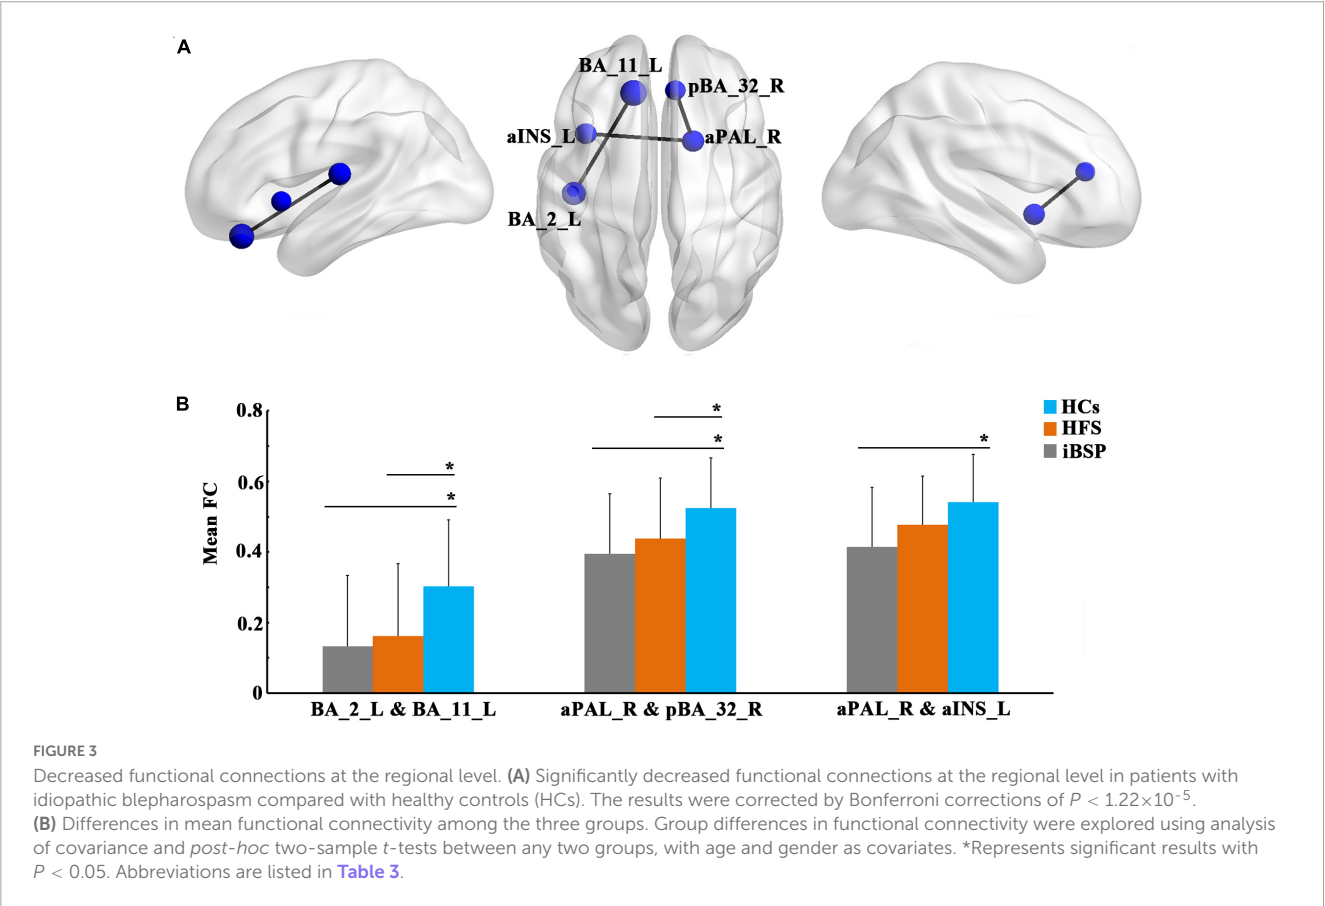 A
BA_11_L
pBA_32_R
aINS_L
aPAL_R
BA_2_L
B
Mean FC
0.8
0.6
0.4
0.2
0
*
*
*
*
*
HCs
HFS
iBSP
BA_2_L & BA_11_L
aPAL_R & pBA_32_R
aPAL_R & aINS_L
FIGURE 3
Decreased functional connections at the regional level. (A) Significantly decreased functional connections at the regional level in patients with
idiopathic blepharospasm compared with healthy controls (HCs). The results were corrected by Bonferroni corrections of P < 1.22×10⁻⁵.
(B) Differences in mean functional connectivity among the three groups. Group differences in functional connectivity were explored using analysis
of covariance and post-hoc two-sample t-tests between any two groups, with age and gender as covariates. *Represents significant results with
P < 0.05. Abbreviations are listed in Table 3.